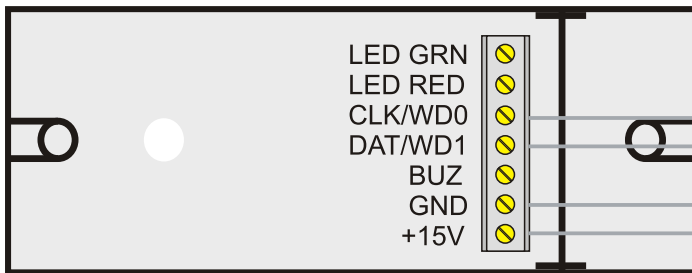 LED GRN
LED RED
CLK/WD0
DAT/WD1
BUZ
GND
+15V